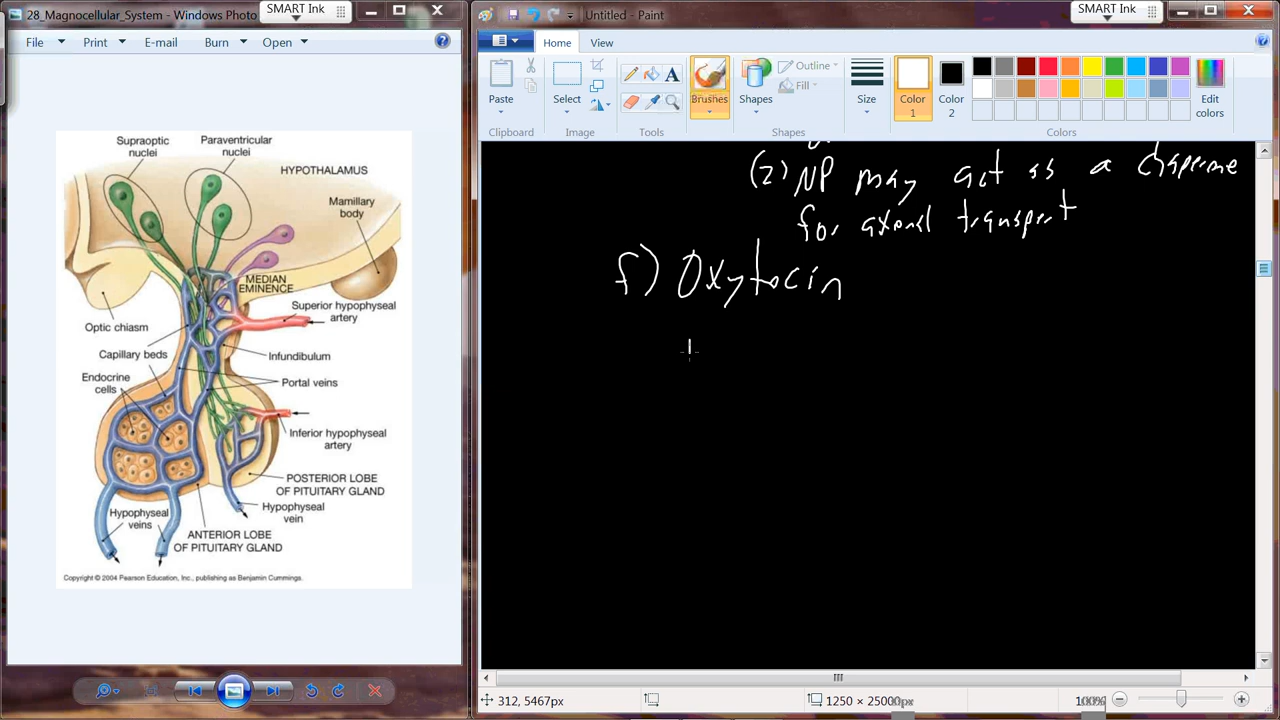 28_Magnocellular_System - Windows Photo
SMART Ink
File Print E-mail Burn Open
Supraoptic nuclei
Paraventricular nuclei
HYPOTHALAMUS
Mamillary body
MEDIAN EMINENCE
Superior hypophyseal artery
Optic chiasm
Capillary beds
Infundibulum
Endocrine cells
Portal veins
Inferior hypophyseal artery
POSTERIOR LOBE OF PITUITARY GLAND
Hypophyseal veins
Hypophyseal vein
ANTERIOR LOBE OF PITUITARY GLAND
Copyright © 2004 Pearson Education, Inc., publishing as Benjamin Cummings.
Untitled - Paint
SMART Ink
Home View
Paste
Select
Brushes
Shapes
Outline
Fill
Size
Color 1
Color 2
Edit colors
Clipboard Image Tools Shapes Colors
(2) NP may act as a chaperone
for axonal transport
f) Oxytocin
312, 5467px
1250 × 25000px
100%